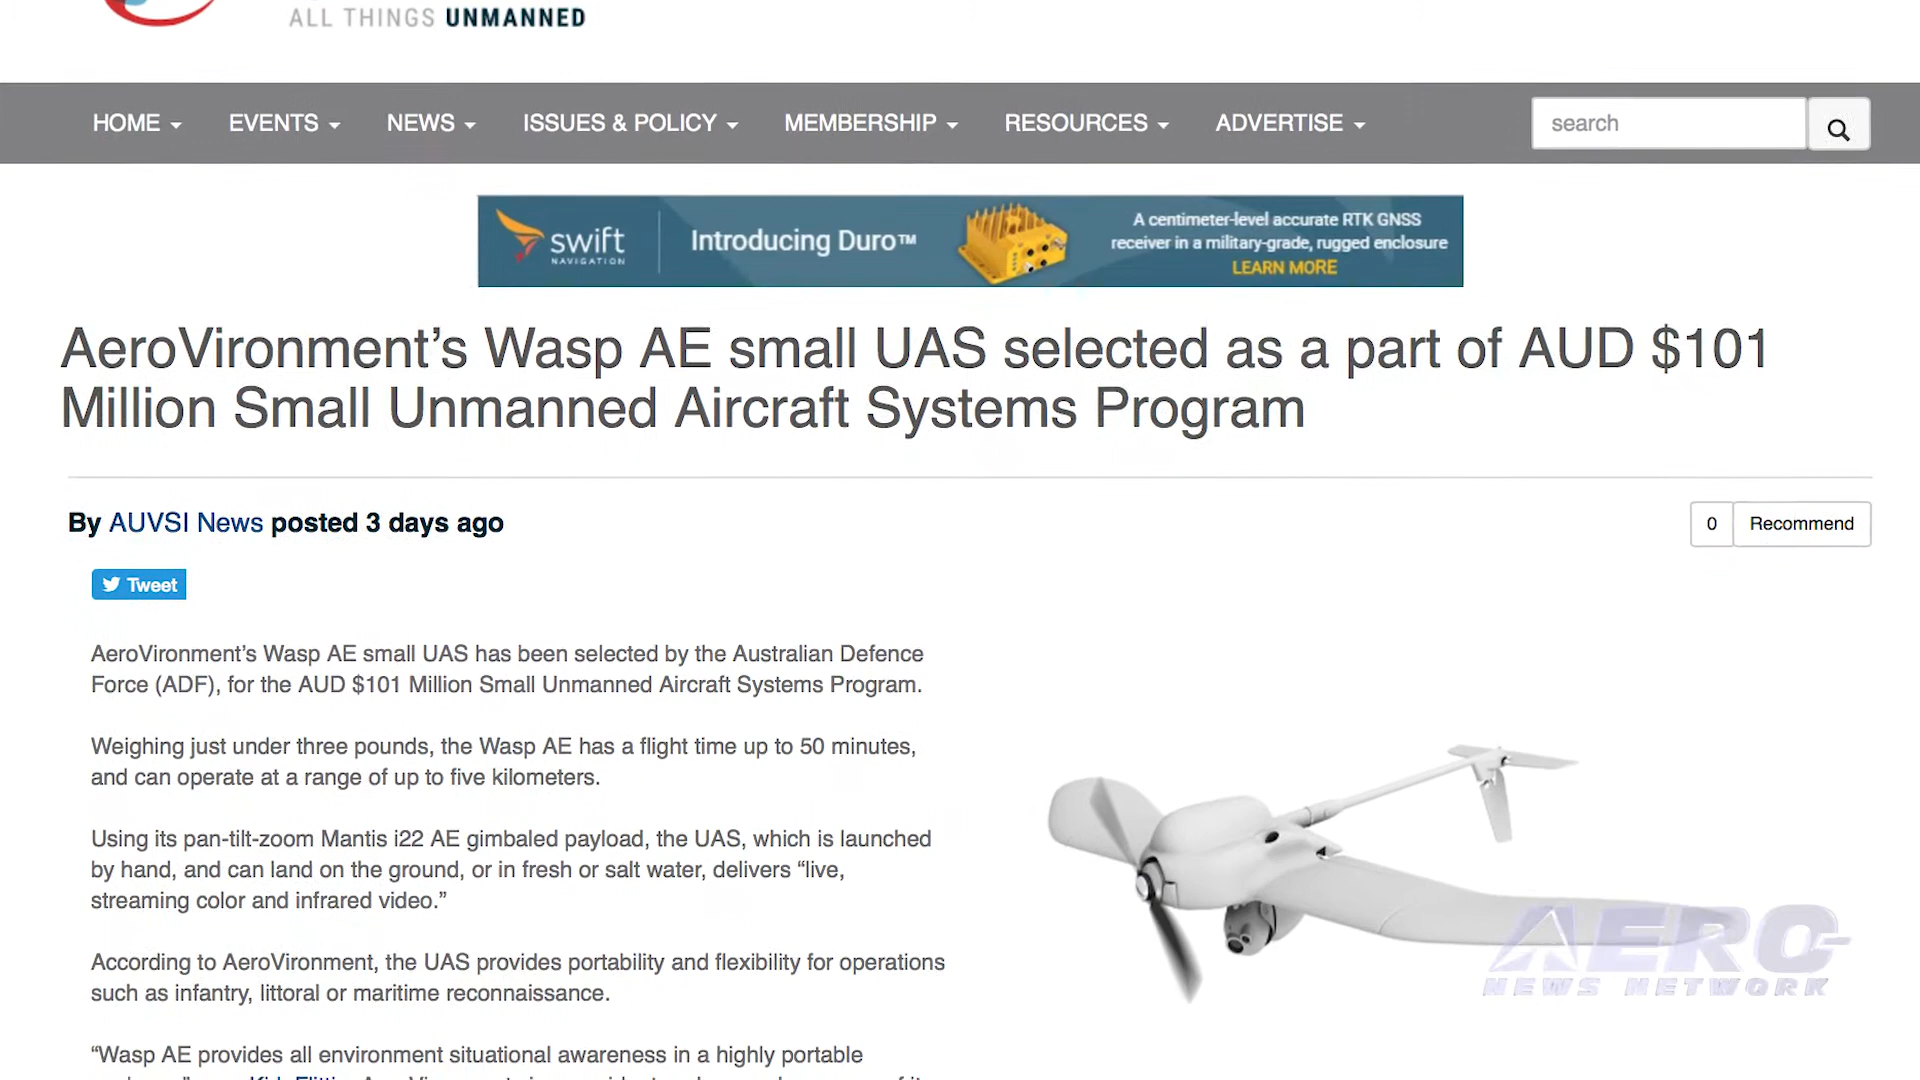 ALL THINGS UNMANNED
HOME EVENTS NEWS ISSUES & POLICY MEMBERSHIP RESOURCES ADVERTISE search
swift
NAVIGATION
Introducing Duro™
A centimeter-level accurate RTK GNSS
receiver in a military-grade, rugged enclosure
LEARN MORE
AeroVironment’s Wasp AE small UAS selected as a part of AUD $101
Million Small Unmanned Aircraft Systems Program
By AUVSI News posted 3 days ago
0 Recommend
Tweet
AeroVironment’s Wasp AE small UAS has been selected by the Australian Defence
Force (ADF), for the AUD $101 Million Small Unmanned Aircraft Systems Program.
Weighing just under three pounds, the Wasp AE has a flight time up to 50 minutes,
and can operate at a range of up to five kilometers.
Using its pan-tilt-zoom Mantis i22 AE gimbaled payload, the UAS, which is launched
by hand, and can land on the ground, or in fresh or salt water, delivers “live,
streaming color and infrared video.”
According to AeroVironment, the UAS provides portability and flexibility for operations
such as infantry, littoral or maritime reconnaissance.
“Wasp AE provides all environment situational awareness in a highly portable
AERO-
NEWS NETWORK